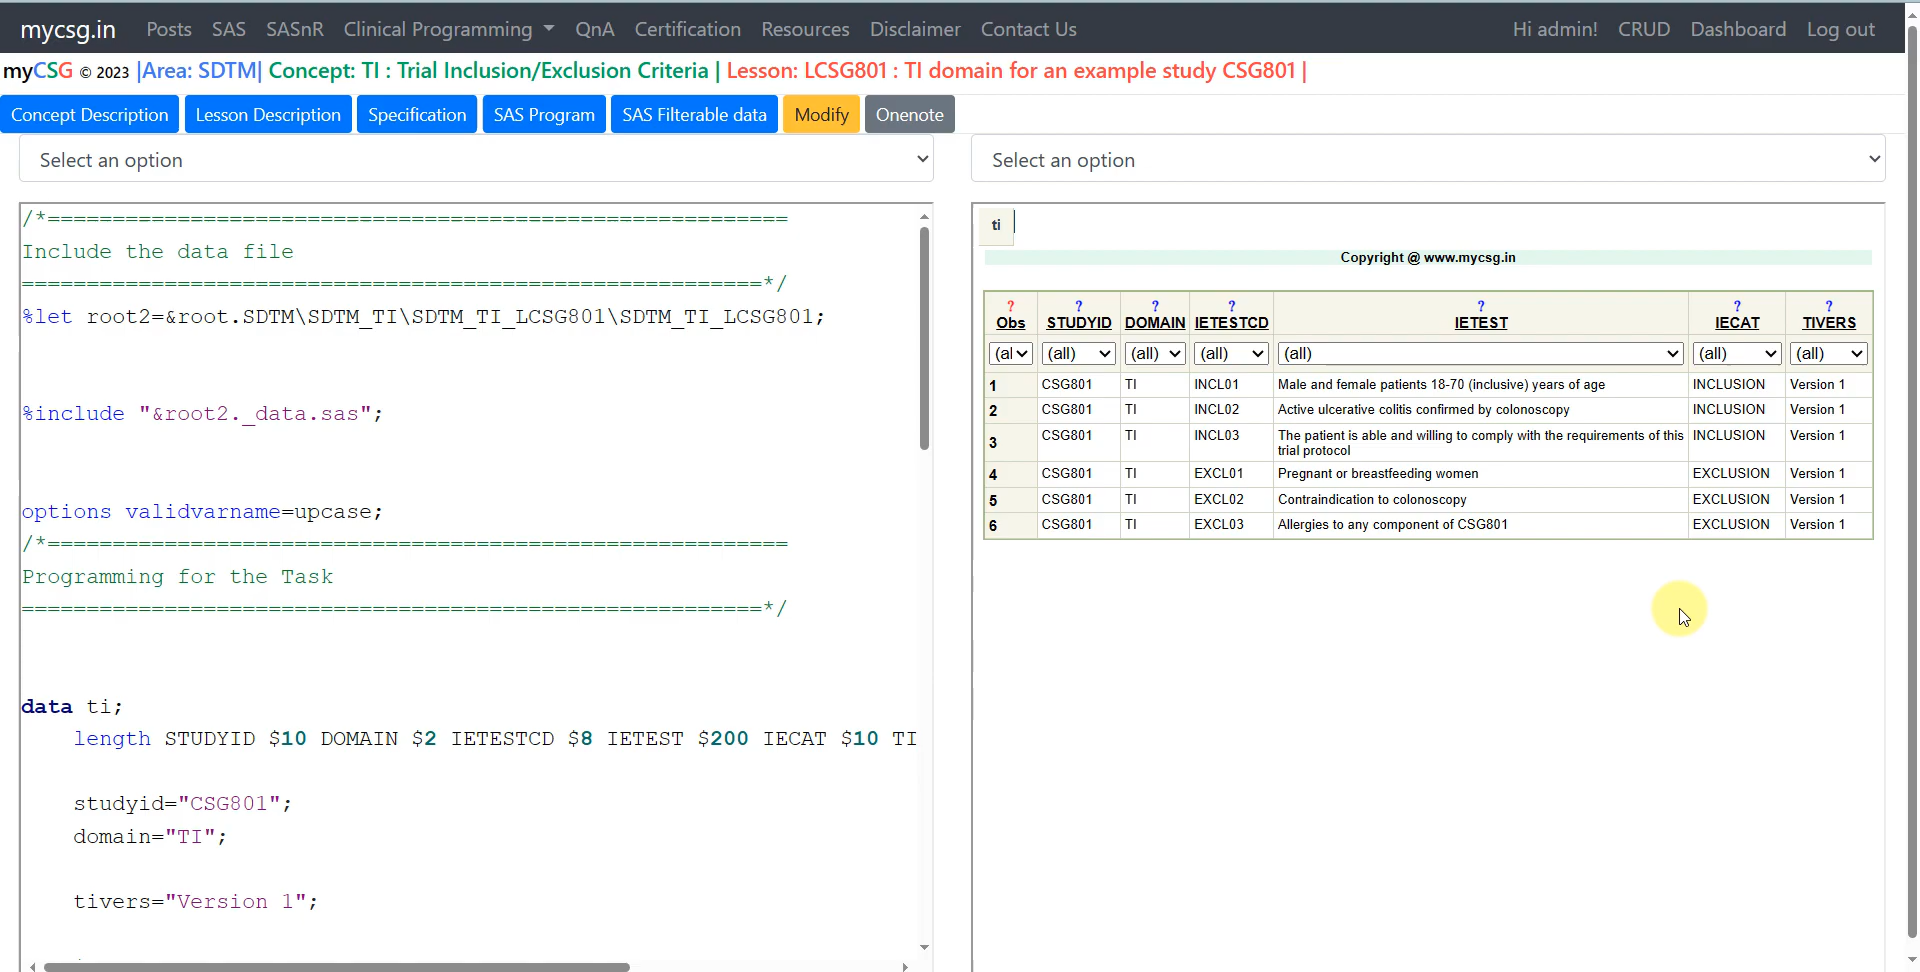 mycsg.in Posts SAS SASnR Clinical Programming QnA Certification Resources Disclaimer Contact Us Hi admin! CRUD Dashboard Log out
myCSG © 2023 |Area: SDTM| Concept: TI : Trial Inclusion/Exclusion Criteria | Lesson: LCSG801 : TI domain for an example study CSG801 |
Concept Description Lesson Description Specification SAS Program SAS Filterable data Modify Onenote
Select an option
Select an option
/*=========================================================
Include the data file
=========================================================*/
%let root2=&root.SDTM\SDTM_TI\SDTM_TI_LCSG801\SDTM_TI_LCSG801;
%include "&root2._data.sas";
options validvarname=upcase;
/*=========================================================
Programming for the Task
=========================================================*/
data ti;
length STUDYID $10 DOMAIN $2 IETESTCD $8 IETEST $200 IECAT $10 TI
studyid="CSG801";
domain="TI";
tivers="Version 1";
ti
Copyright @ www.mycsg.in
? ? ? ? ? ? ?
Obs STUDYID DOMAIN IETESTCD IETEST IECAT TIVERS
(al (all) (all) (all) (all) (all) (all)
1 CSG801 TI INCL01 Male and female patients 18-70 (inclusive) years of age INCLUSION Version 1
2 CSG801 TI INCL02 Active ulcerative colitis confirmed by colonoscopy INCLUSION Version 1
3 CSG801 TI INCL03 The patient is able and willing to comply with the requirements of this INCLUSION Version 1
trial protocol
4 CSG801 TI EXCL01 Pregnant or breastfeeding women EXCLUSION Version 1
5 CSG801 TI EXCL02 Contraindication to colonoscopy EXCLUSION Version 1
6 CSG801 TI EXCL03 Allergies to any component of CSG801 EXCLUSION Version 1